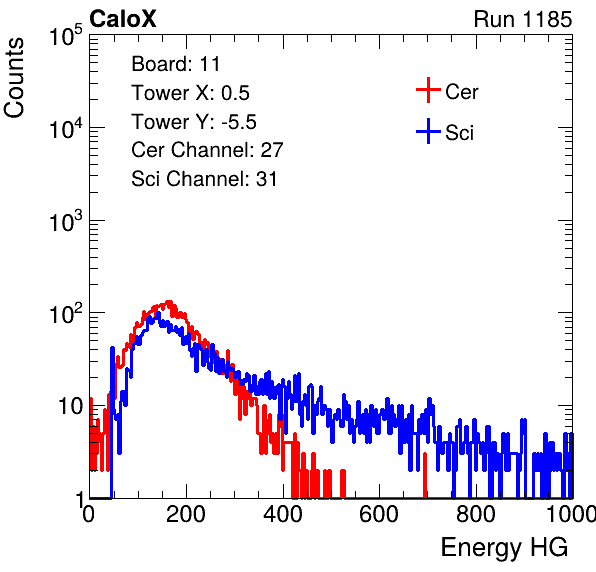 CaloX
Run 1185
Counts
10^5
10^4
10^3
10^2
10
1
Board: 11
Tower X: 0.5
Tower Y: -5.5
Cer Channel: 27
Sci Channel: 31
Cer
Sci
0 200 400 600 800 1000
Energy HG